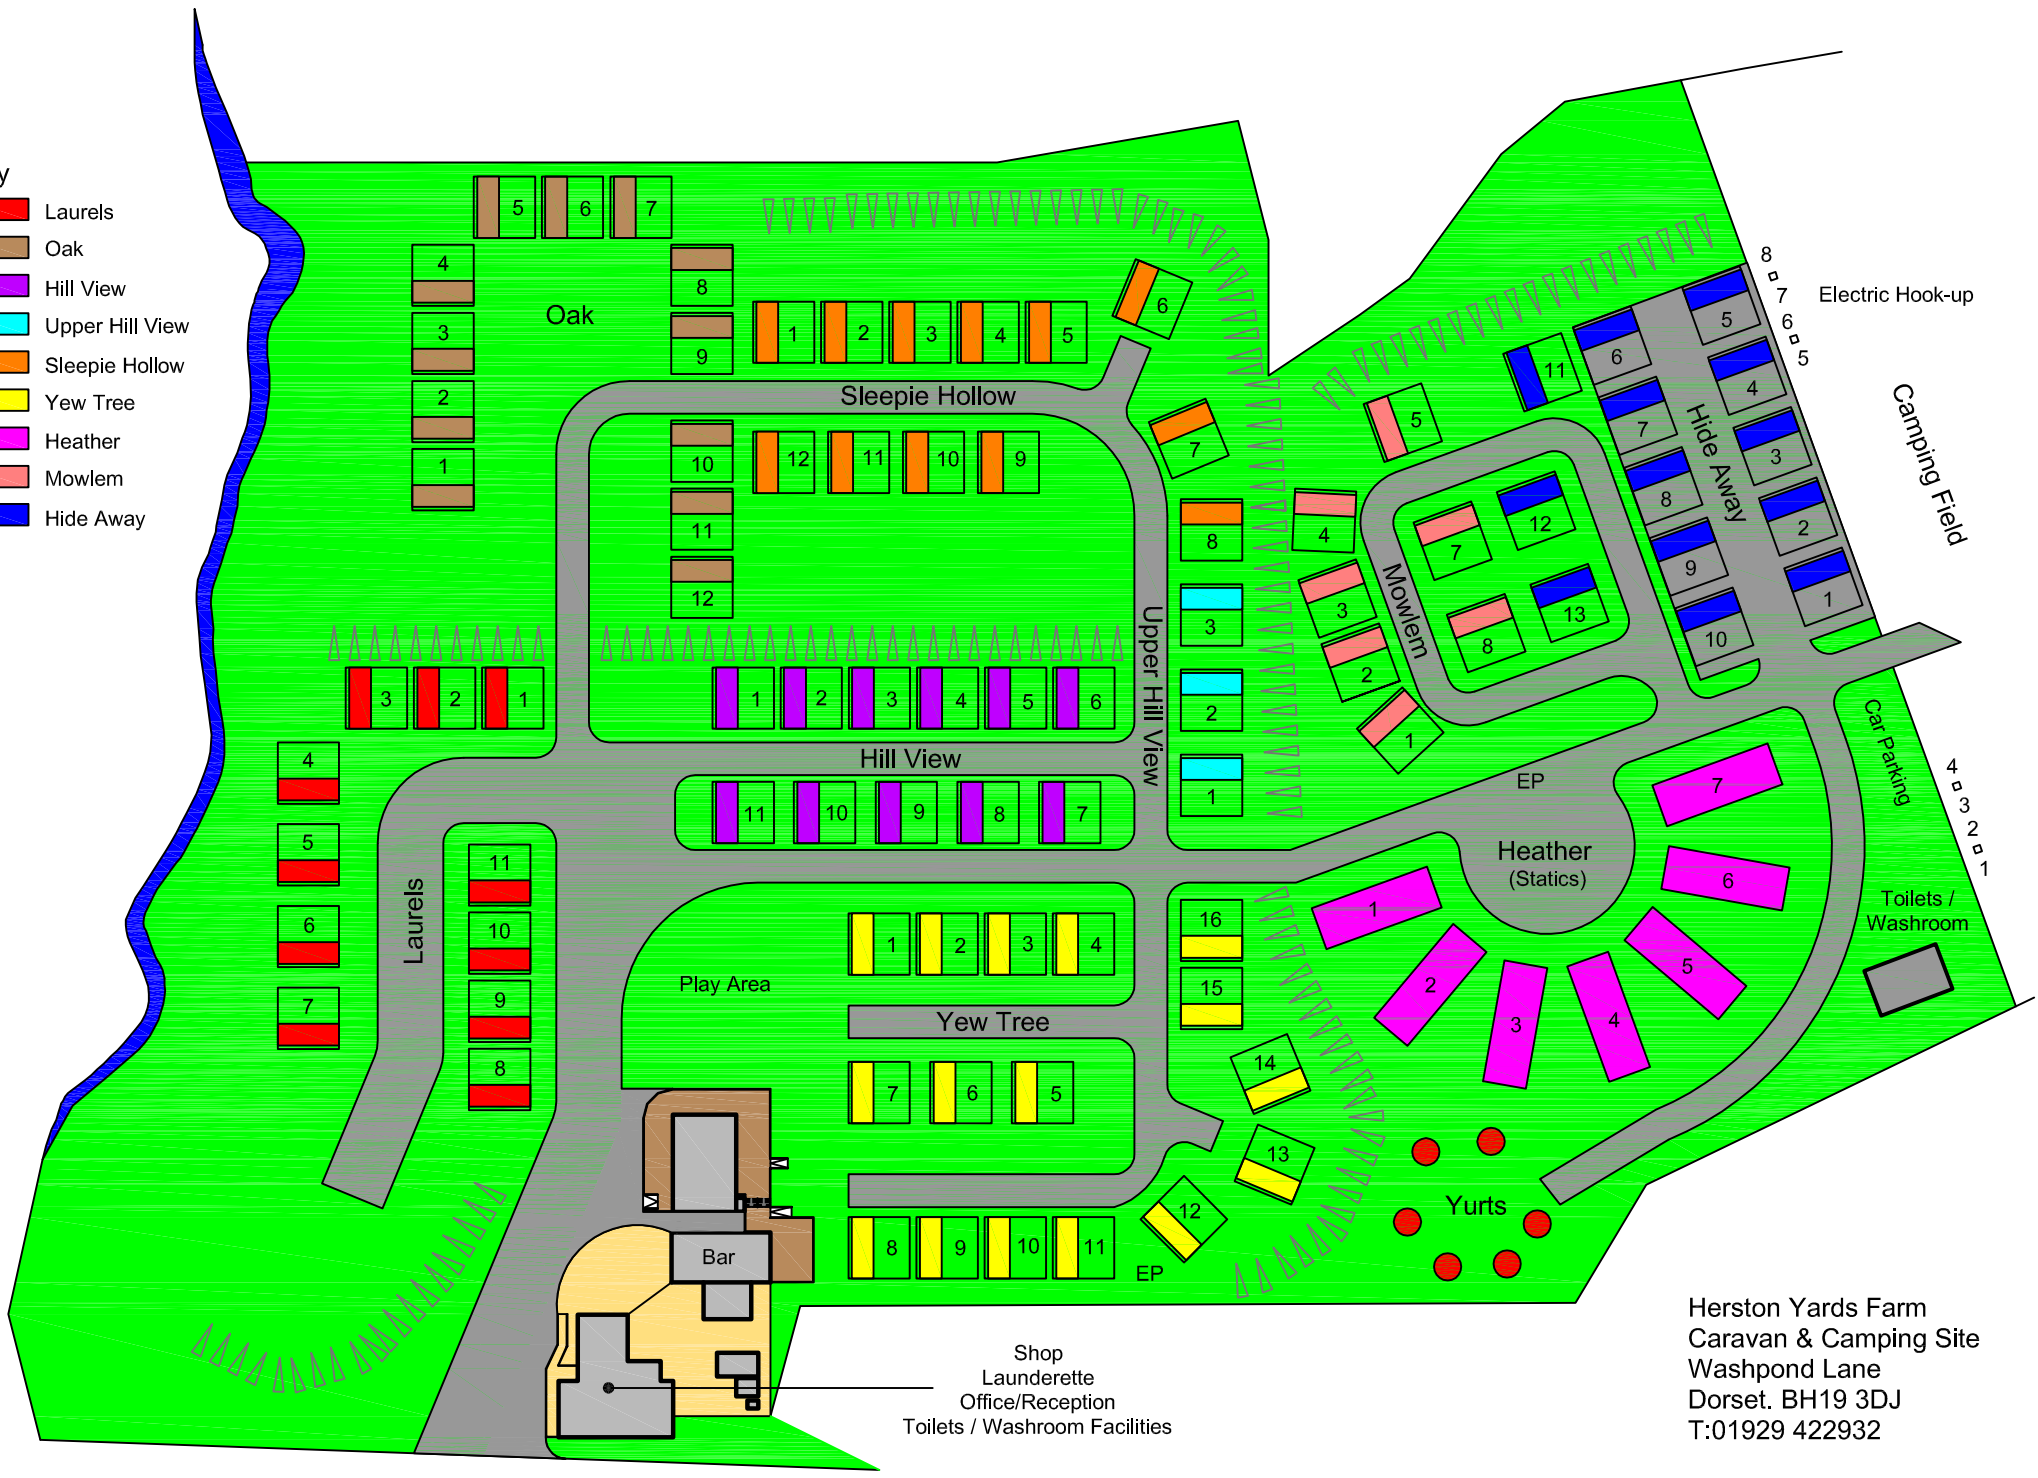 y
Laurels
Oak
Hill View
Upper Hill View
Sleepie Hollow
Yew Tree
Heather
Mowlem
Hide Away
5 6 7
4
3
2
1
Oak
8
9
10
11
12
1 2 3 4 5
6
7
8
Sleepie Hollow
12 11 10 9
3 2 1
4
5
6
7
11
10
9
8
Laurels
1 2 3 4 5 6
Hill View
11 10 9 8 7
Upper Hill View
3
2
1
5
4
3
2
1
7
8
Mowlem
11
12
13
6
7
8
9
10
5
4
3
2
1
Hide Away
8
7
6
5
Electric Hook-up
Camping Field
Car Parking
4
3
2
1
Toilets /
Washroom
EP
Heather
(Statics)
1
2
3
4
5
6
7
Play Area
1 2 3 4
Yew Tree
7 6 5
8 9 10 11
16
15
14
13
12
EP
Yurts
Bar
Shop
Launderette
Office/Reception
Toilets / Washroom Facilities
Herston Yards Farm
Caravan & Camping Site
Washpond Lane
Dorset. BH19 3DJ
T:01929 422932